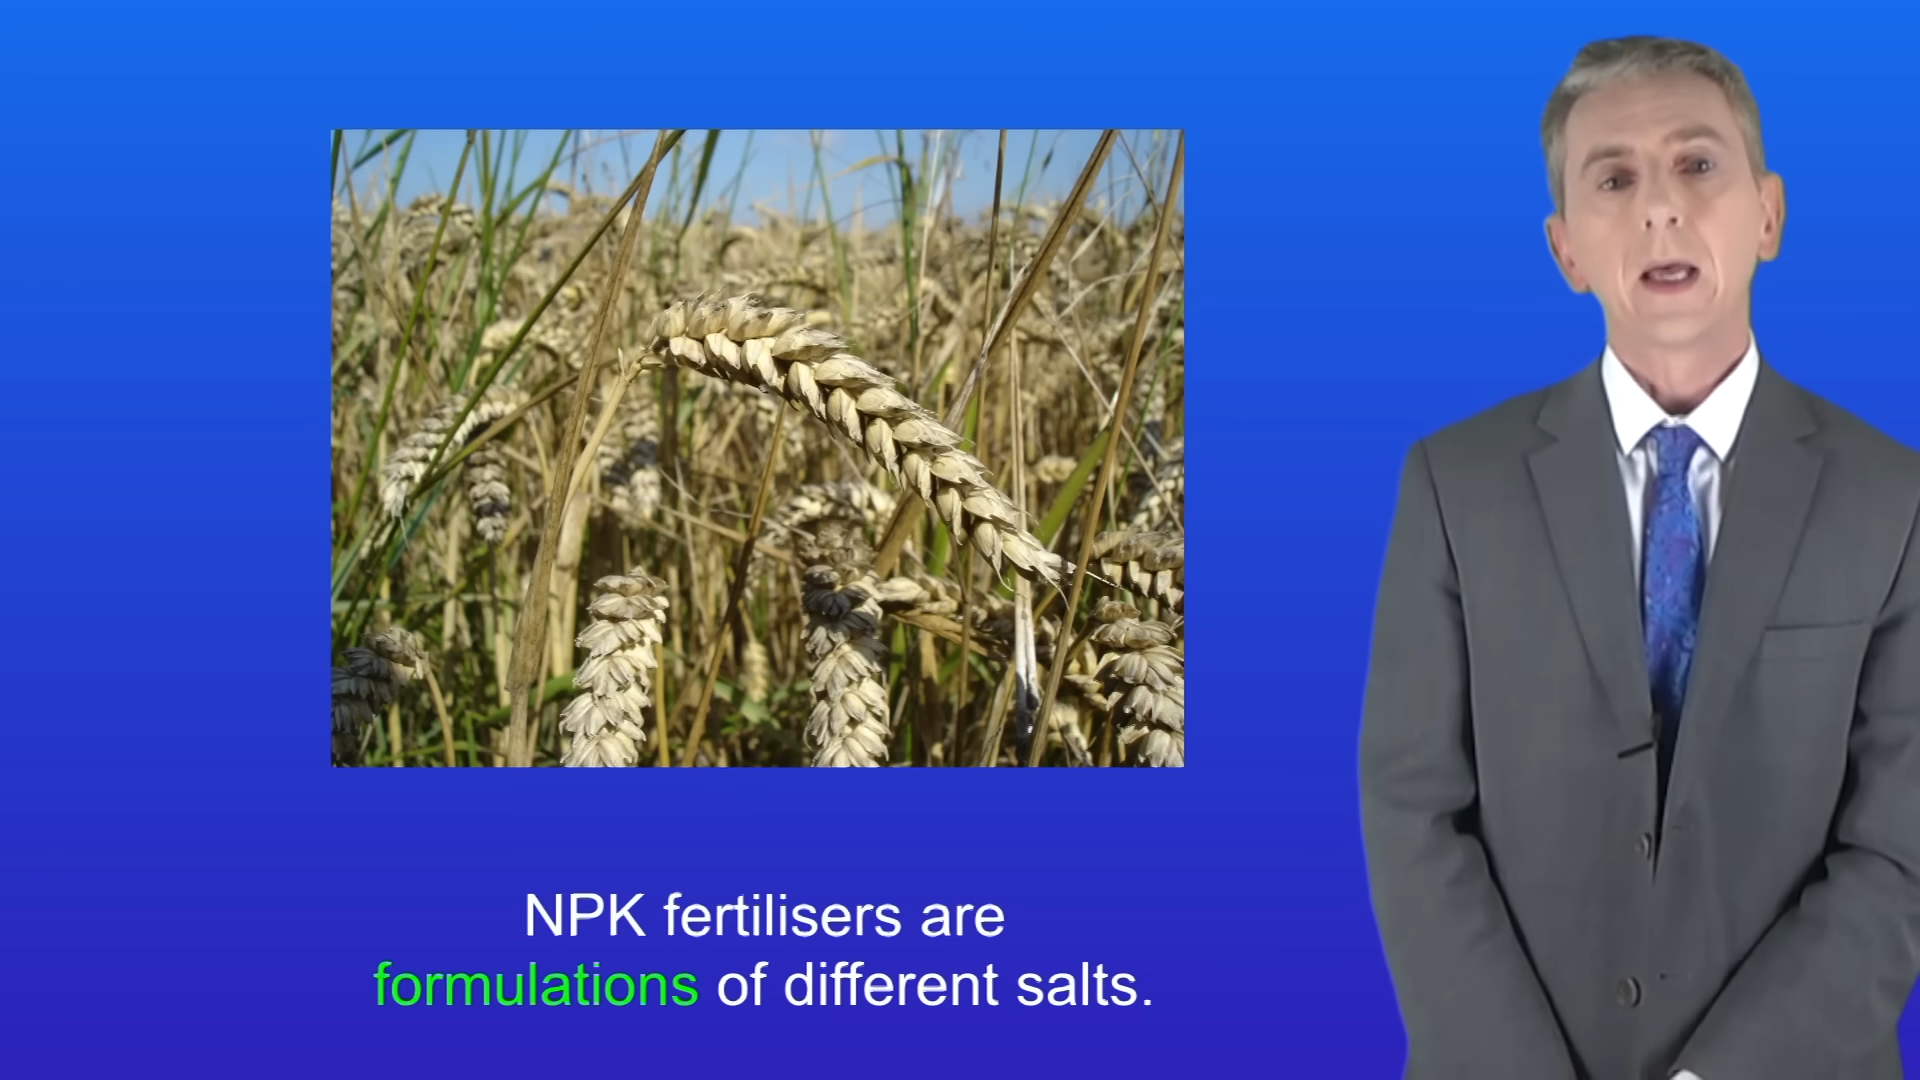 NPK fertilisers are
formulations of different salts.